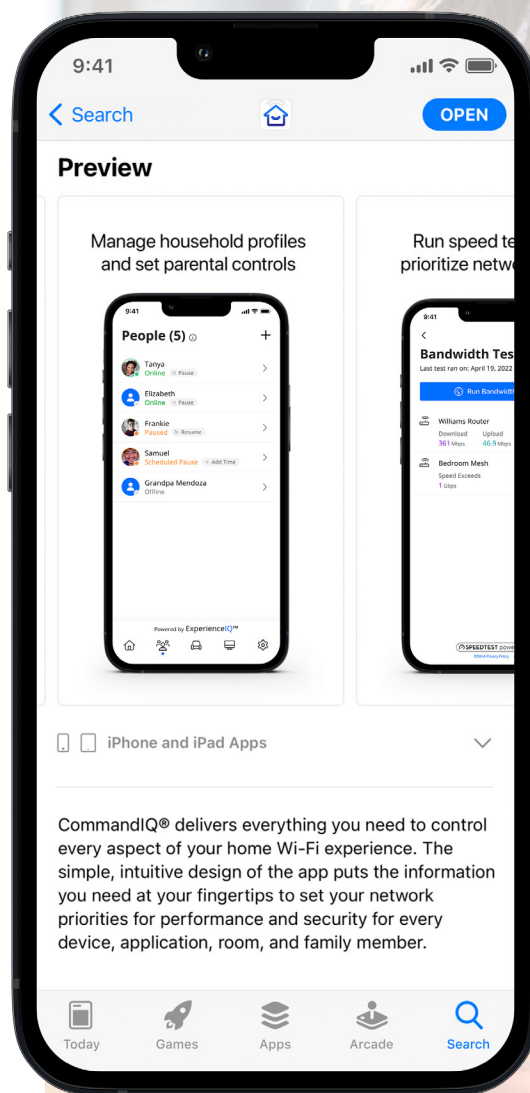 9:41
Search
OPEN
Preview
Manage household profiles
and set parental controls
9:41
People (5)
+
Tanya
Online Pause
Elizabeth
Online Pause
Frankie
Paused Resume
Samuel
Scheduled Pause + Add Time
Grandpa Mendoza
Offline
Powered by ExperienceIQ™
Run speed te
prioritize netw
9:41
Bandwidth Tes
Last test ran on: April 19, 2022
Run Bandwidt
Williams Router
Download Upload
361 Mbps 46.9 Mbps
Bedroom Mesh
Speed Exceeds
1 Gbps
SPEEDTEST powe
iPhone and iPad Apps
CommandIQ® delivers everything you need to control
every aspect of your home Wi-Fi experience. The
simple, intuitive design of the app puts the information
you need at your fingertips to set your network
priorities for performance and security for every
device, application, room, and family member.
Today Games Apps Arcade Search